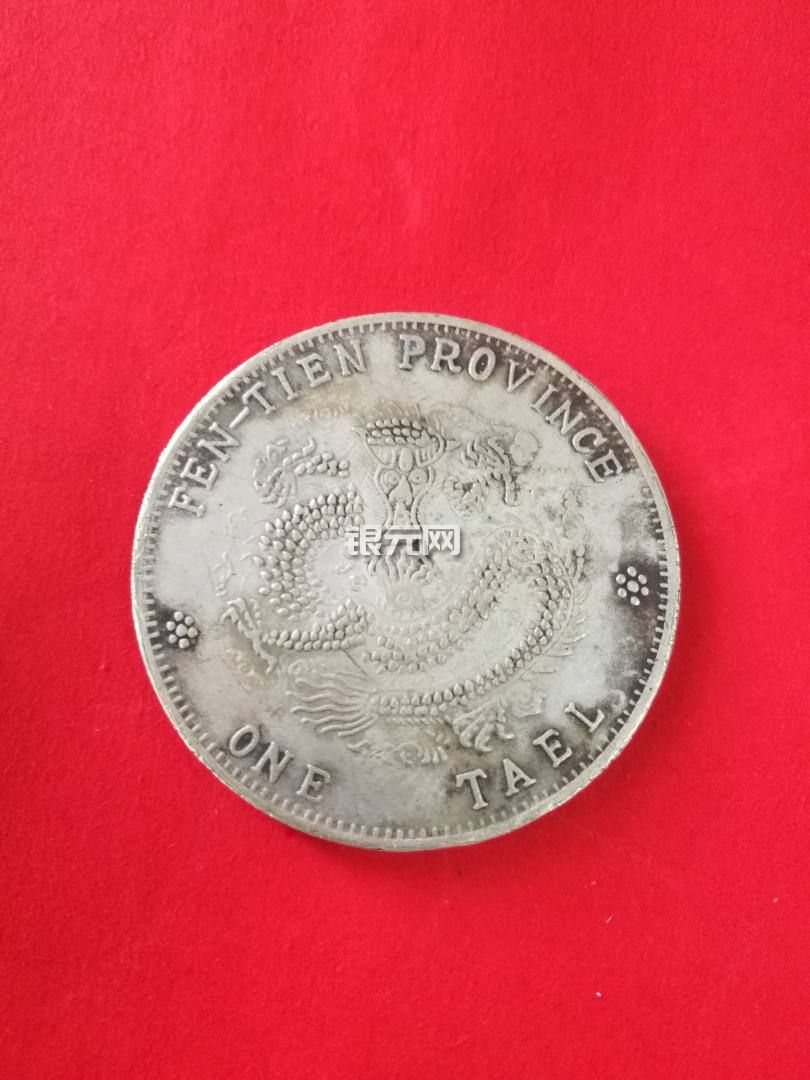 FEN-TIEN PROVINCE
银元网
ONE TAEL